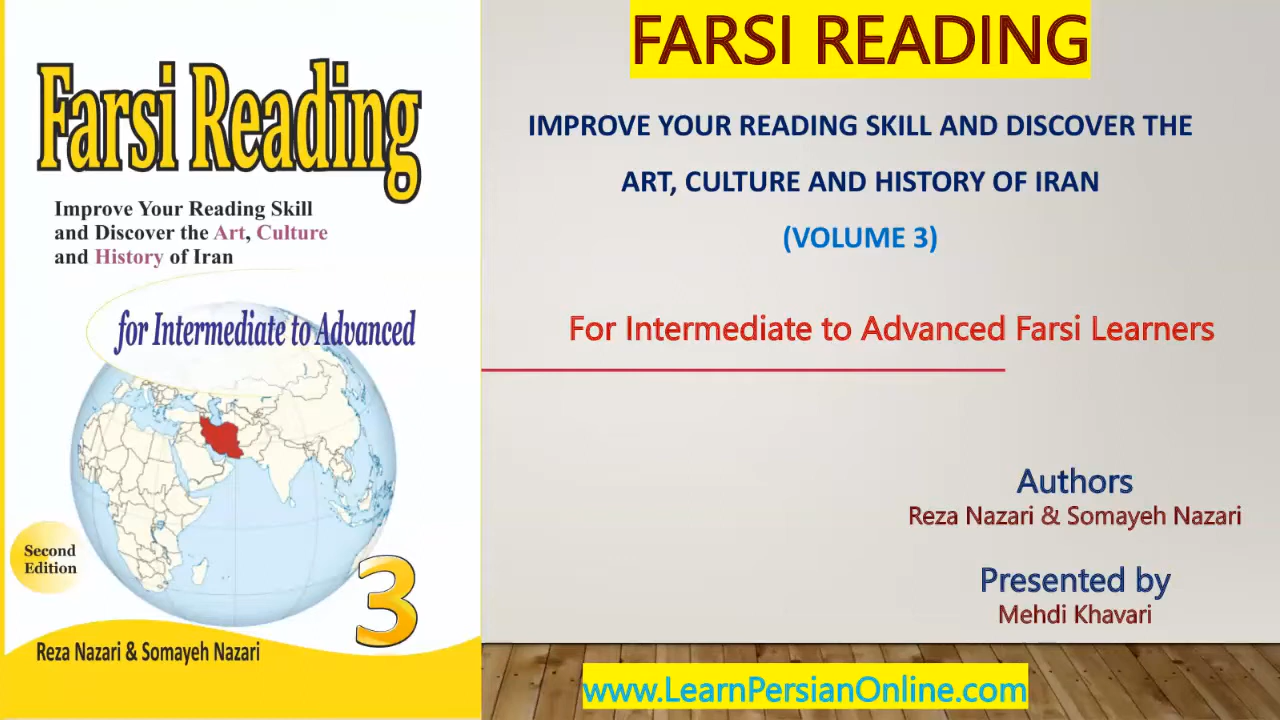 Farsi Reading
Improve Your Reading Skill
and Discover the Art, Culture
and History of Iran
for Intermediate to Advanced
Second
Edition
3
Reza Nazari & Somayeh Nazari
FARSI READING
IMPROVE YOUR READING SKILL AND DISCOVER THE
ART, CULTURE AND HISTORY OF IRAN
(VOLUME 3)
For Intermediate to Advanced Farsi Learners
Authors
Reza Nazari & Somayeh Nazari
Presented by
Mehdi Khavari
www.LearnPersianOnline.com